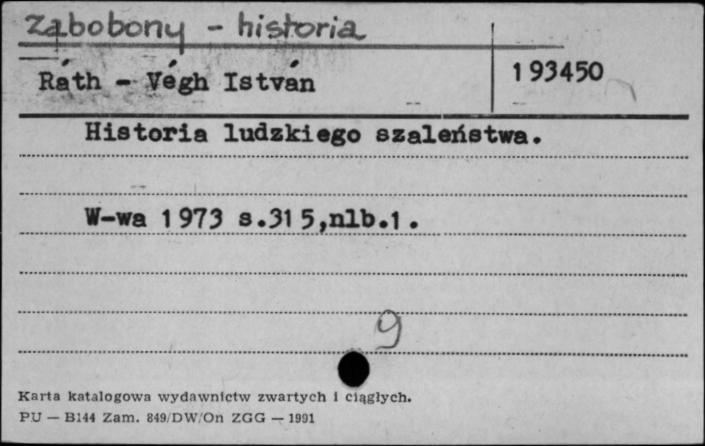 Zabobony - historia
Ráth - Végh István
193450
Historia ludzkiego szaleństwa.
W-wa 1973 s.315,nlb.1.
9
Karta katalogowa wydawnictw zwartych i ciągłych.
PU — B144 Zam. 849/DW/On ZGG — 1991